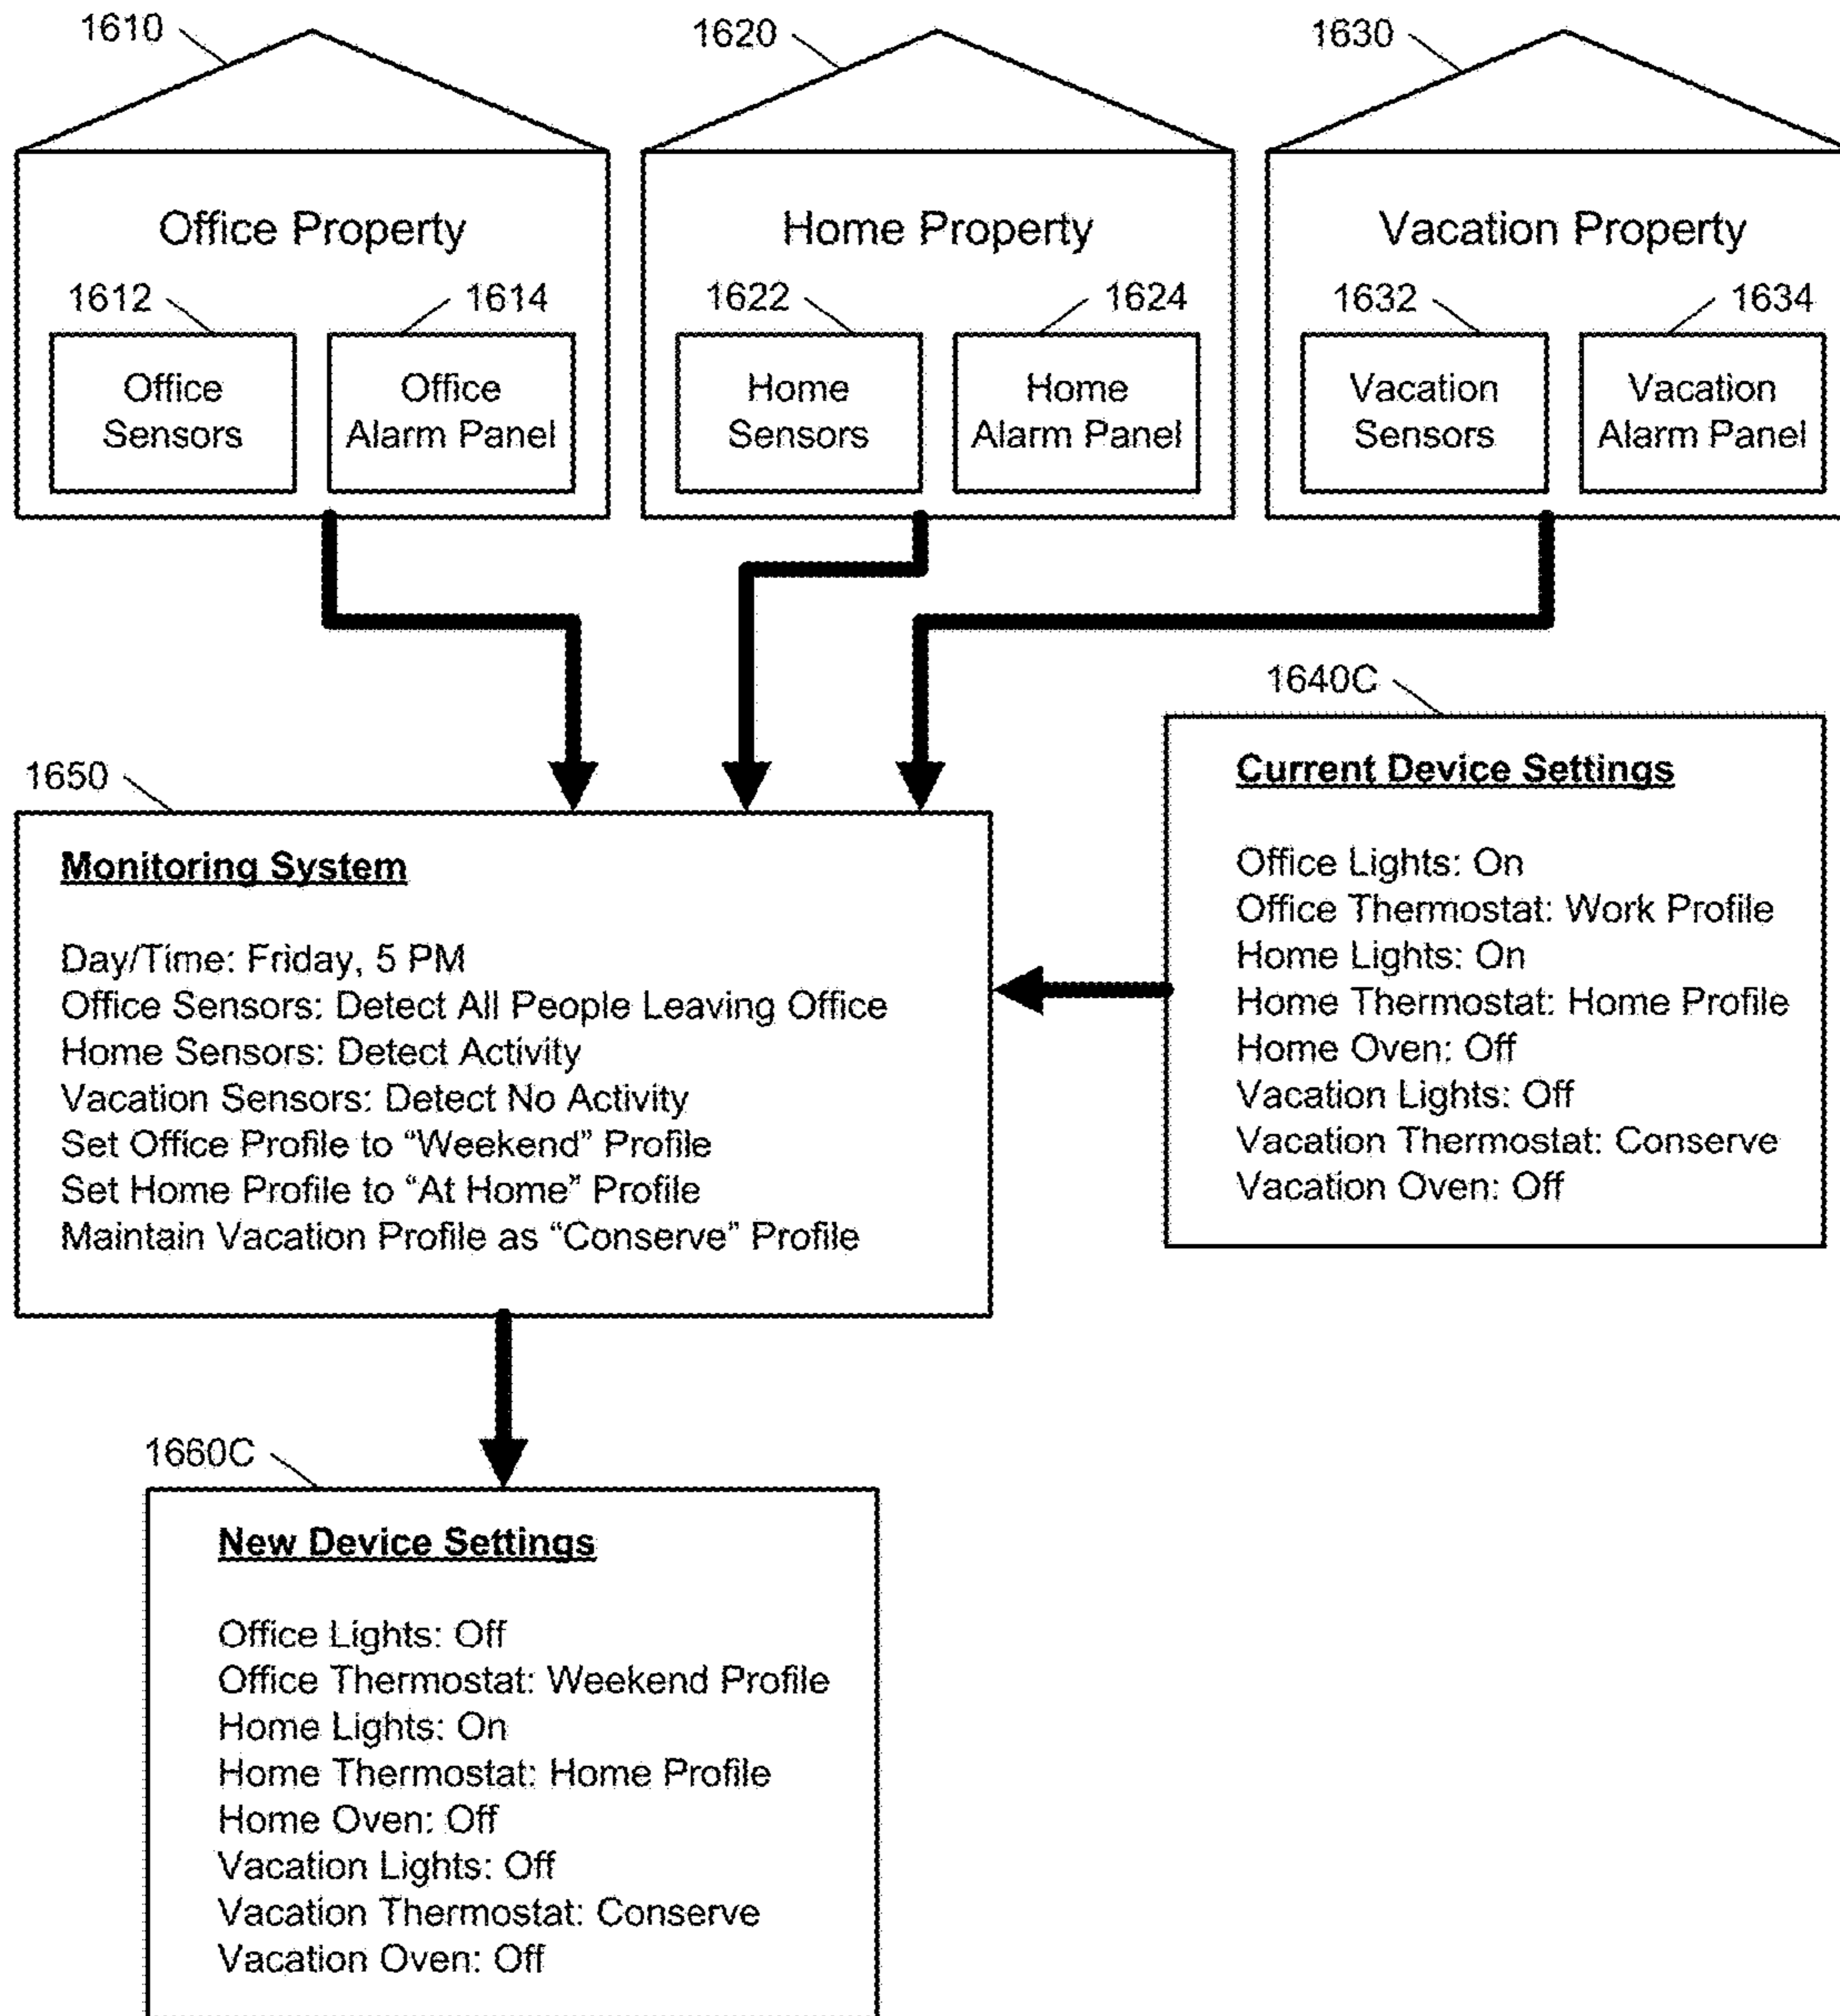 1610
1620
1630
Office Property
Home Property
Vacation Property
1612
1614
1622
1624
1632
1634
Office
Sensors
Office
Alarm Panel
Home
Sensors
Home
Alarm Panel
Vacation
Sensors
Vacation
Alarm Panel
1640C
Current Device Settings
Office Lights: On
Office Thermostat: Work Profile
Home Lights: On
Home Thermostat: Home Profile
Home Oven: Off
Vacation Lights: Off
Vacation Thermostat: Conserve
Vacation Oven: Off
1650
Monitoring System
Day/Time: Friday, 5 PM
Office Sensors: Detect All People Leaving Office
Home Sensors: Detect Activity
Vacation Sensors: Detect No Activity
Set Office Profile to “Weekend” Profile
Set Home Profile to “At Home” Profile
Maintain Vacation Profile as “Conserve” Profile
1660C
New Device Settings
Office Lights: Off
Office Thermostat: Weekend Profile
Home Lights: On
Home Thermostat: Home Profile
Home Oven: Off
Vacation Lights: Off
Vacation Thermostat: Conserve
Vacation Oven: Off